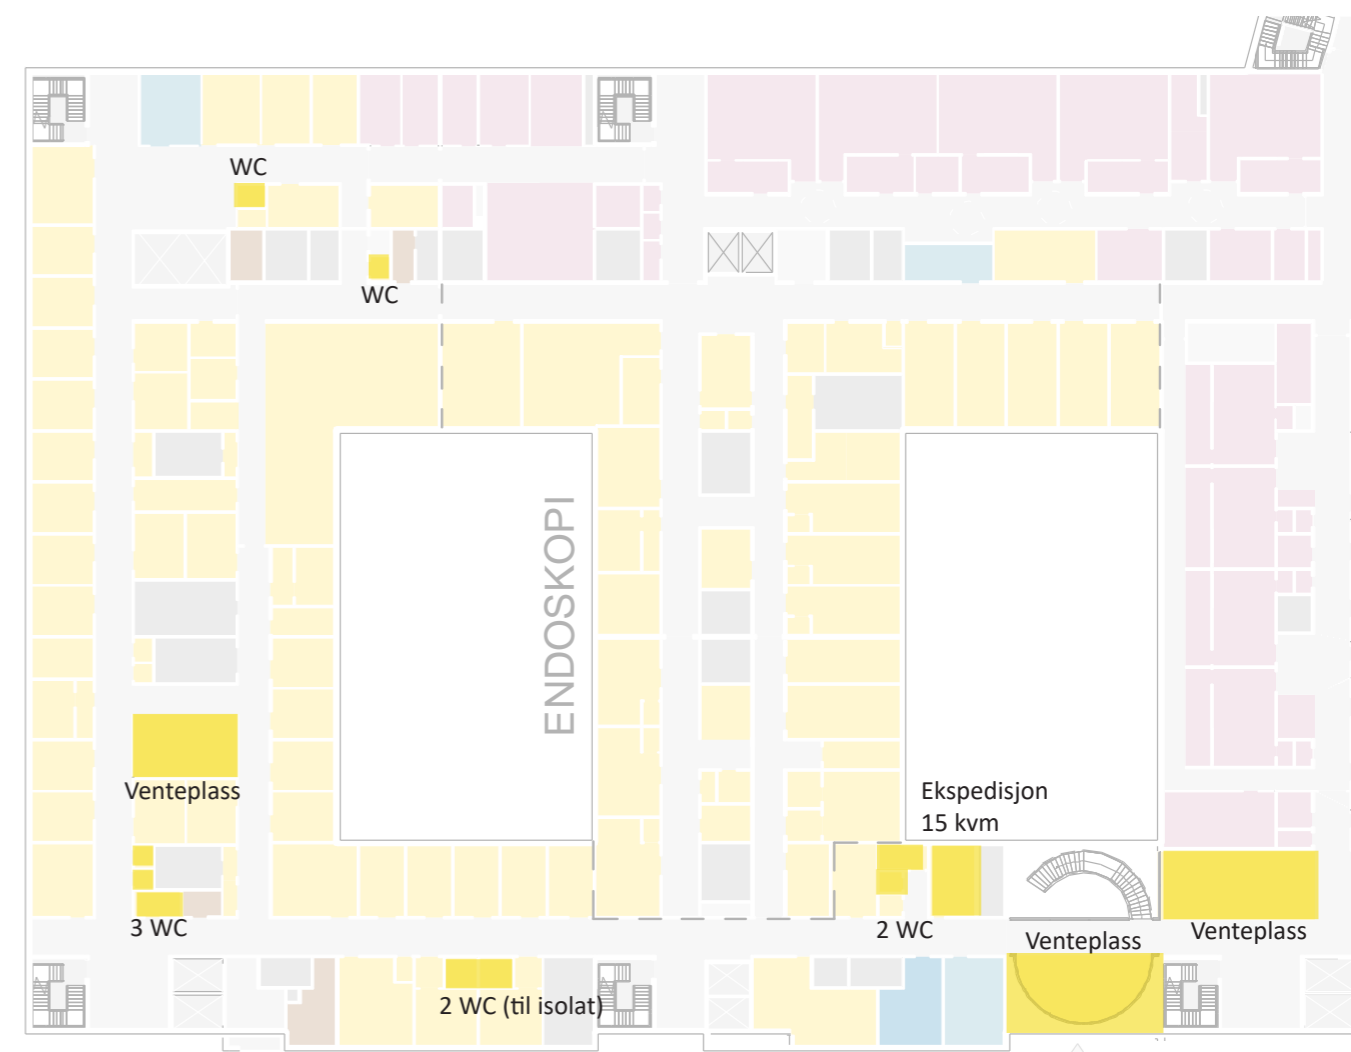 WC
WC
ENDOSKOPI
Venteplass
Ekspedisjon
15 kvm
3 WC
2 WC
Venteplass
Venteplass
2 WC (til isolat)